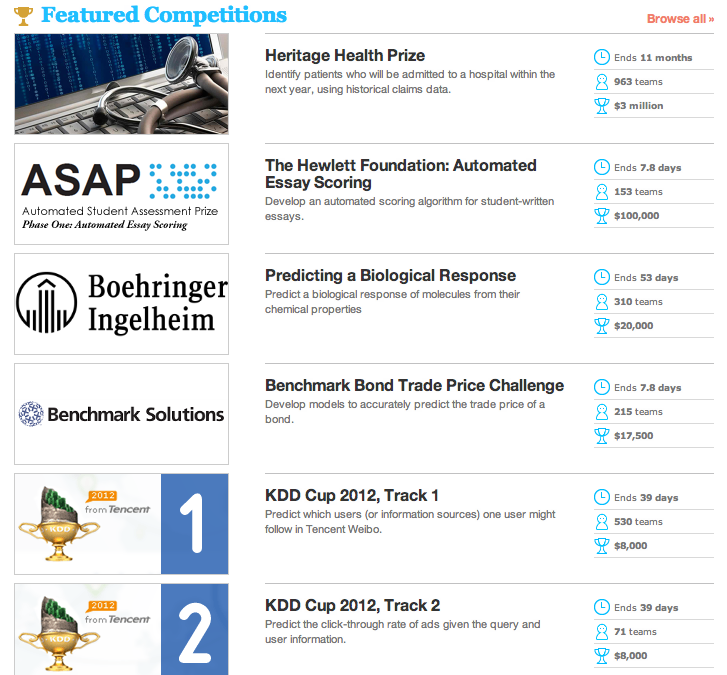 Featured Competitions
Browse all »
Heritage Health Prize
Identify patients who will be admitted to a hospital within the
next year, using historical claims data.
Ends 11 months
963 teams
$3 million
ASAP
Automated Student Assessment Prize
Phase One: Automated Essay Scoring
The Hewlett Foundation: Automated
Essay Scoring
Develop an automated scoring algorithm for student-written
essays.
Ends 7.8 days
153 teams
$100,000
Boehringer
Ingelheim
Predicting a Biological Response
Predict a biological response of molecules from their
chemical properties
Ends 53 days
310 teams
$20,000
Benchmark Solutions
Benchmark Bond Trade Price Challenge
Develop models to accurately predict the trade price of a
bond.
Ends 7.8 days
215 teams
$17,500
2012
from Tencent
KDD
1
KDD Cup 2012, Track 1
Predict which users (or information sources) one user might
follow in Tencent Weibo.
Ends 39 days
530 teams
$8,000
2012
from Tencent
KDD
2
KDD Cup 2012, Track 2
Predict the click-through rate of ads given the query and
user information.
Ends 39 days
71 teams
$8,000